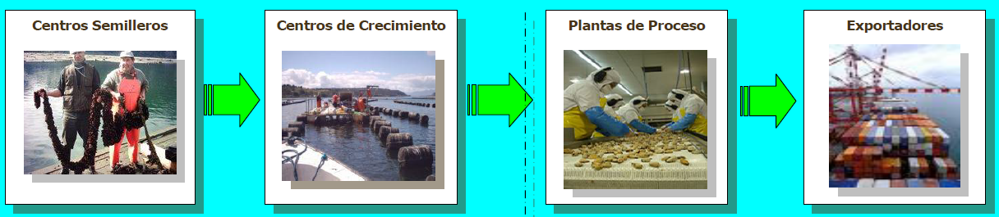 Centros Semilleros
Centros de Crecimiento
Plantas de Proceso
Exportadores